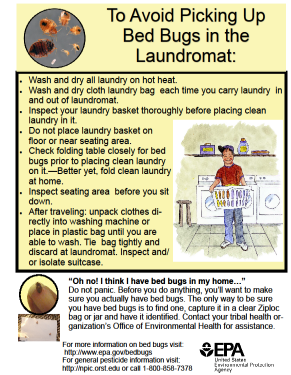 To Avoid Picking Up
Bed Bugs in the
Laundromat:
• Wash and dry all laundry on hot heat.
• Wash and dry cloth laundry bag each time you carry laundry in
and out of laundromat.
• Inspect your laundry basket thoroughly before placing clean
laundry in it.
• Do not place laundry basket on
floor or near seating area.
• Check folding table closely for bed
bugs prior to placing clean laundry
on it.—Better yet, fold clean laundry
at home.
• Inspect seating area before you sit
down.
• After traveling: unpack clothes di-
rectly into washing machine or
place in plastic bag until you are
able to wash. Tie bag tightly and
discard at laundromat. Inspect and/
or isolate suitcase.
“Oh no! I think I have bed bugs in my home…”
Do not panic. Before you do anything, you’ll want to make
sure you actually have bed bugs. The only way to be sure
you have bed bugs is to find one, capture it in a clear Ziploc
bag or jar and have it identified. Contact your tribal health or-
ganization’s Office of Environmental Health for assistance.
For more information on bed bugs visit:
http://www.epa.gov/bedbugs
For general pesticide information visit:
http://npic.orst.edu or call 1-800-858-7378
EPA
United States
Environmental Protection
Agency